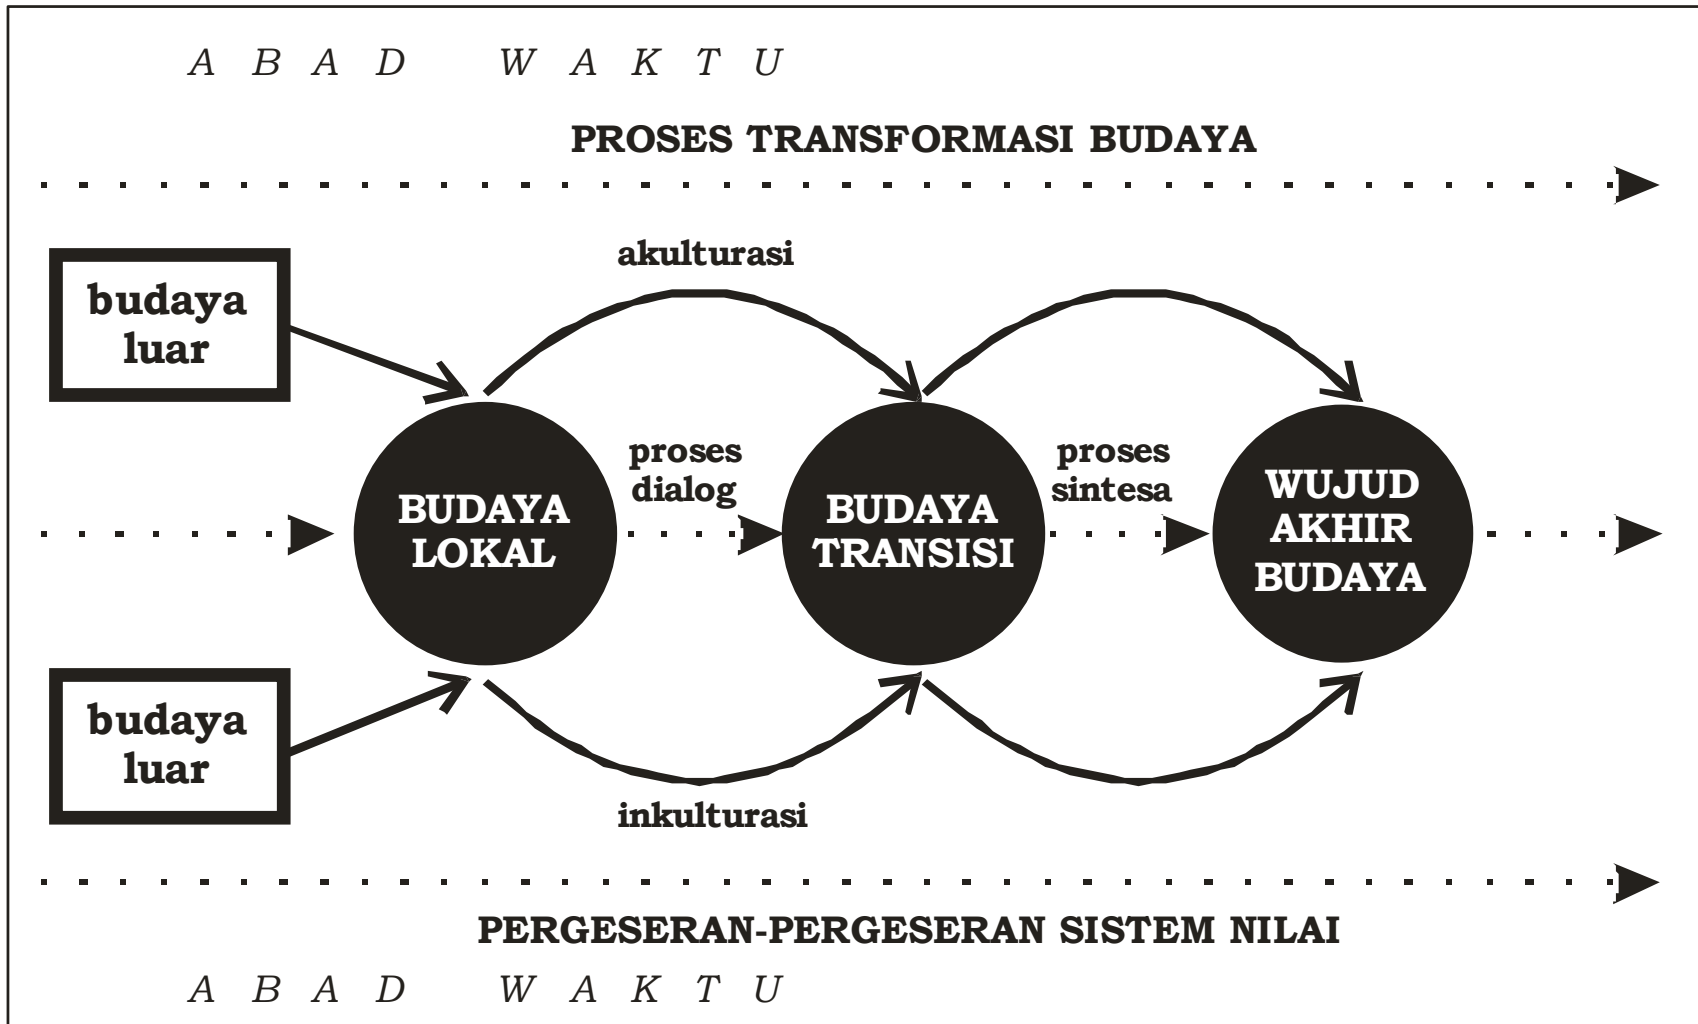 A B A D W A K T U
PROSES TRANSFORMASI BUDAYA
akulturasi
budaya
luar
proses
dialog
proses
sintesa
BUDAYA
LOKAL
BUDAYA
TRANSISI
WUJUD
AKHIR
BUDAYA
budaya
luar
inkulturasi
PERGESERAN-PERGESERAN SISTEM NILAI
A B A D W A K T U